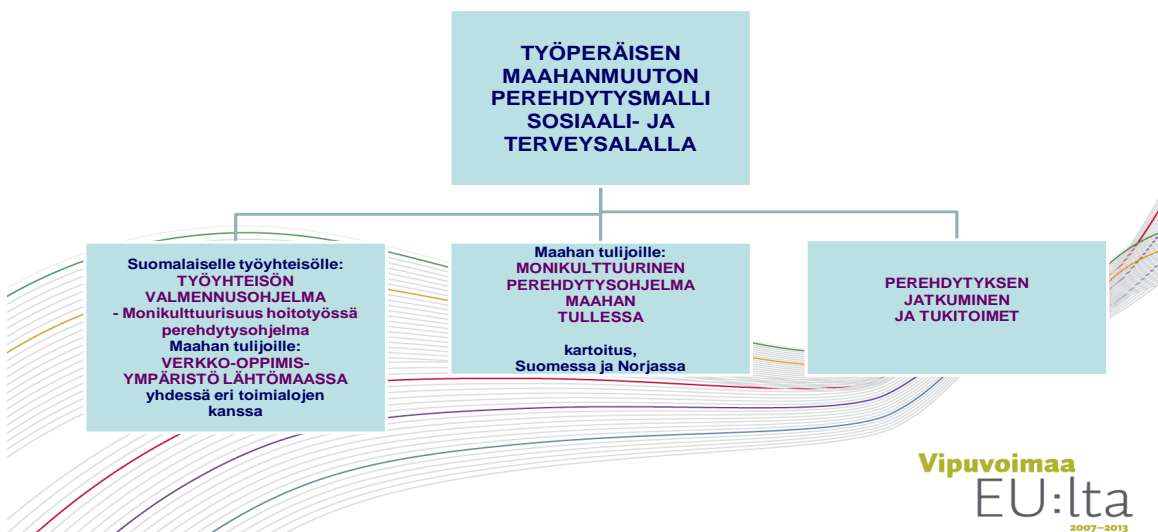 TYÖPERÄISEN
MAAHANMUUTON
PEREHDYTYSMALLI
SOSIAALI- JA
TERVEYSALALLA
Suomalaiselle työyhteisölle:
TYÖYHTEISÖN
VALMENNUSOHJELMA
- Monikulttuurisuus hoitotyössä
perehdytysohjelma
Maahan tulijoille:
VERKKO-OPPIMIS-
YMPÄRISTÖ LÄHTÖMAASSA
yhdessä eri toimialojen
kanssa
Maahan tulijoille:
MONIKULTTUURINEN
PEREHDYTYSOHJELMA
MAAHAN
TULLESSA
kartoitus,
Suomessa ja Norjassa
PEREHDYTYKSEN
JATKUMINEN
JA TUKITOIMET
Vipuvoimaa
EU:lta
2007–2013